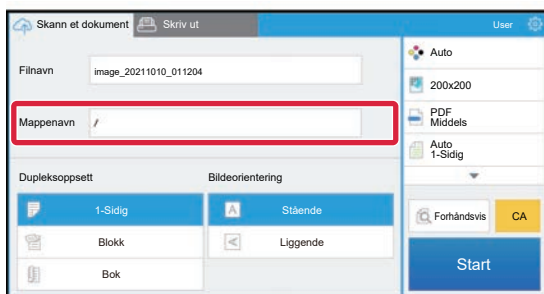 Skann et dokument
Skriv ut
User
Filnavn
image_20211010_011204
Mappenavn
/
Dupleksoppsett
Bildeorientering
1-Sidig
A
Stående
Blokk
A
Liggende
Bok
Auto
200x200
PDF
Middels
Auto
1-Sidig
Forhåndsvis
CA
Start